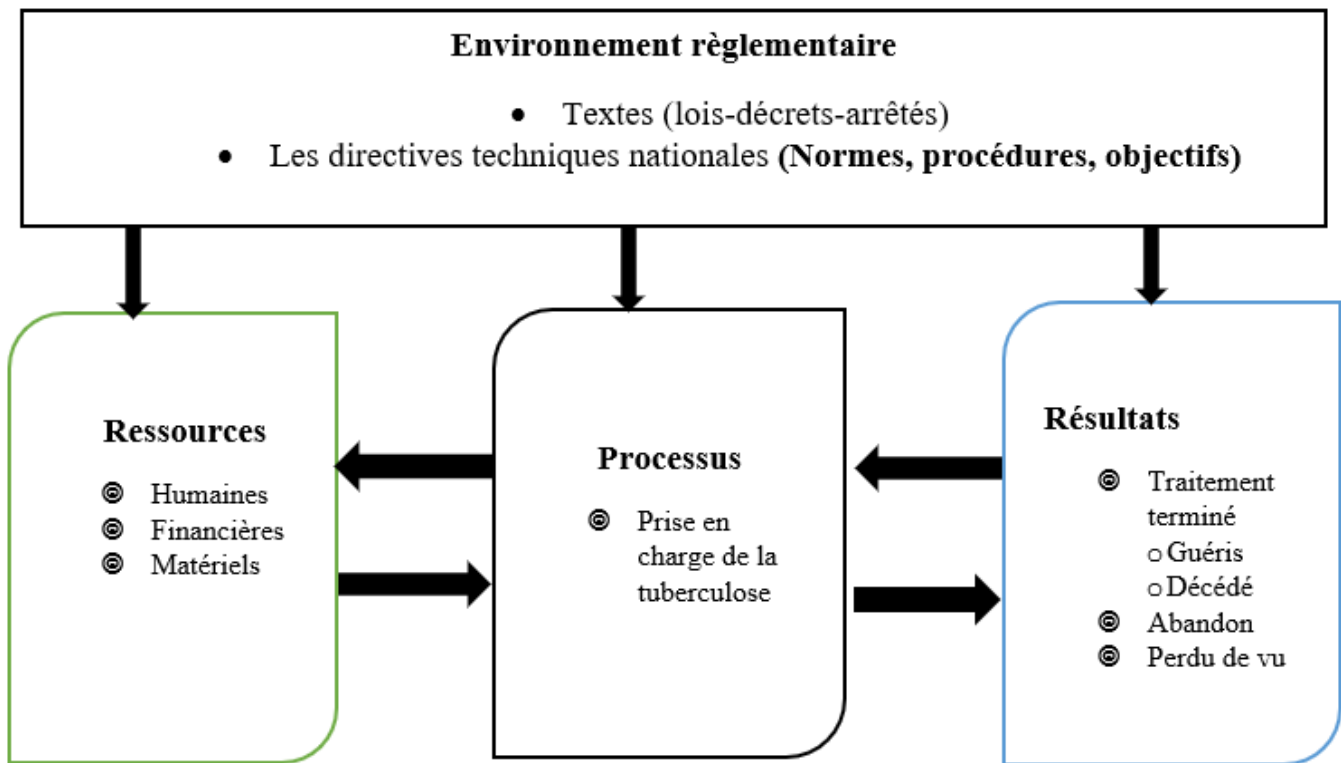 Environnement règlementaire
• Textes (lois-décrets-arrêtés)
• Les directives techniques nationales (Normes, procédures, objectifs)
Ressources
Humaines
Financières
Matériels
Processus
Prise en
charge de la
tuberculose
Résultats
Traitement
terminé
o Guéris
o Décédé
Abandon
Perdu de vu